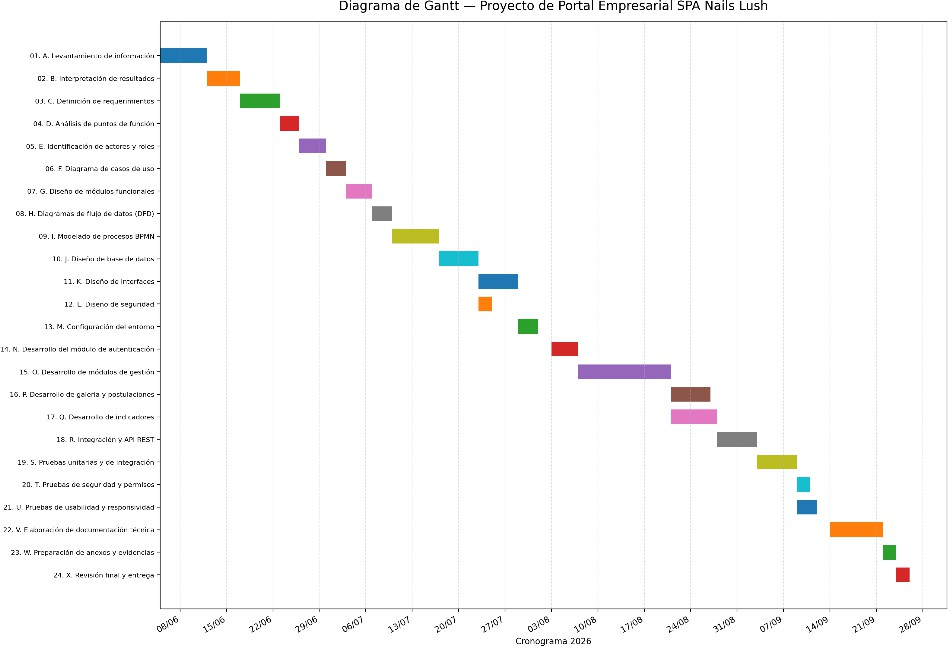 Diagrama de Gantt — Proyecto de Portal Empresarial SPA Nails Lush
01. A. Levantamiento de información
02. B. Interpretación de resultados
03. C. Definición de requerimientos
04. D. Análisis de puntos de función
05. E. Identificación de actores y roles
06. F. Diagrama de casos de uso
07. G. Diseño de módulos funcionales
08. H. Diagramas de flujo de datos (DFD)
09. I. Modelado de procesos BPMN
10. J. Diseño de base de datos
11. K. Diseño de interfaces
12. L. Diseño de seguridad
13. M. Configuración del entorno
14. N. Desarrollo del módulo de autenticación
15. O. Desarrollo de módulos de gestión
16. P. Desarrollo de galería y postulaciones
17. Q. Desarrollo de indicadores
18. R. Integración y API REST
19. S. Pruebas unitarias y de integración
20. T. Pruebas de seguridad y permisos
21. U. Pruebas de usabilidad y responsividad
22. V. Elaboración de documentación técnica
23. W. Preparación de anexos y evidencias
24. X. Revisión final y entrega
08/06 15/06 22/06 29/06 06/07 13/07 20/07 27/07 03/08 10/08 17/08 24/08 31/08 07/09 14/09 21/09 28/09
Cronograma 2026